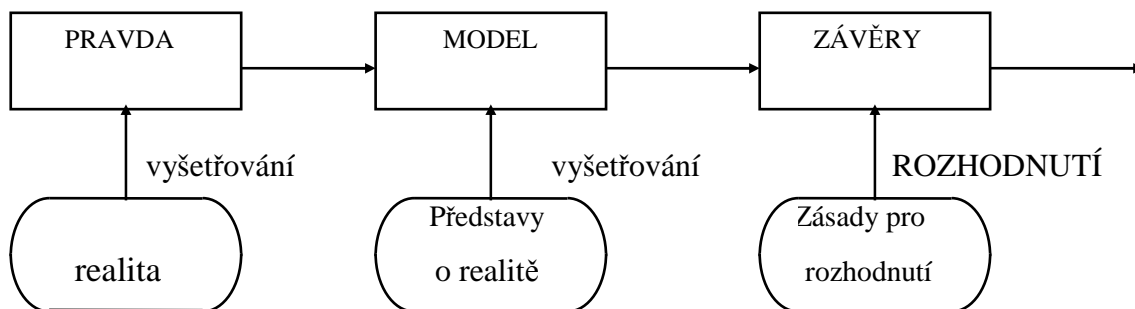 PRAVDA
MODEL
ZÁVĚRY
vyšetřování
vyšetřování
ROZHODNUTÍ
realita
Představy
o realitě
Zásady pro
rozhodnutí